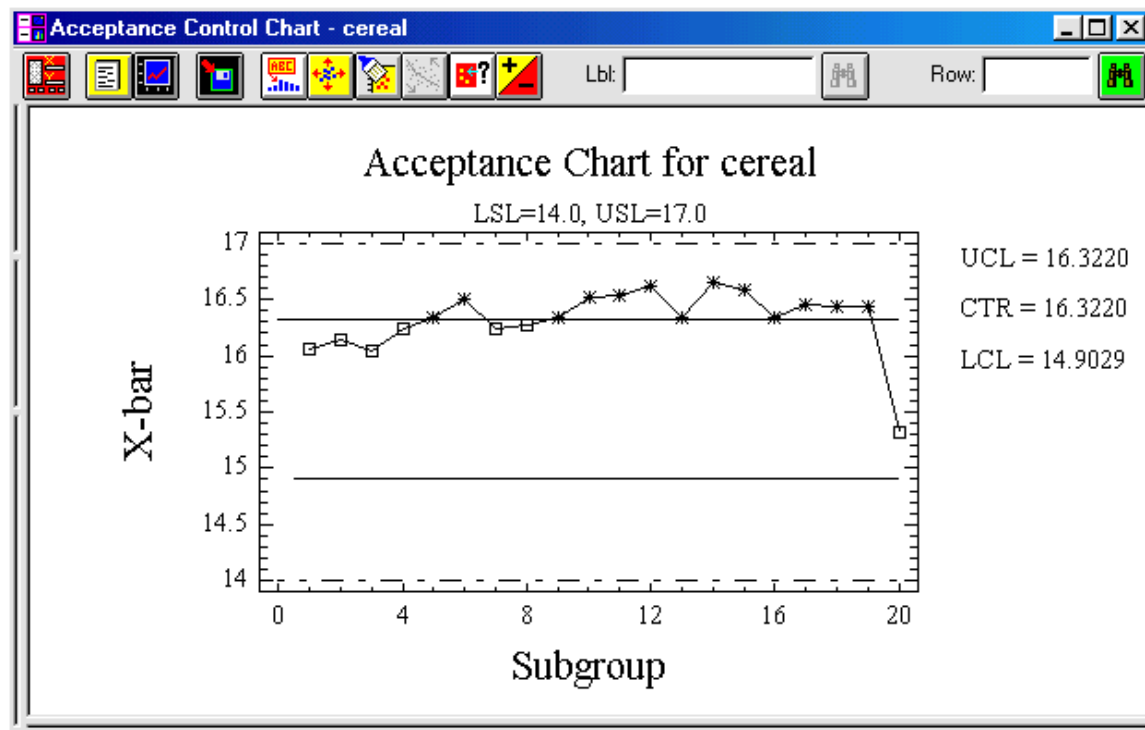 Acceptance Control Chart - cereal
ABC
Lbl:
Row:
Acceptance Chart for cereal
LSL=14.0, USL=17.0
17
16.5
16
15.5
15
14.5
14
X-bar
0 4 8 12 16 20
Subgroup
UCL = 16.3220
CTR = 16.3220
LCL = 14.9029